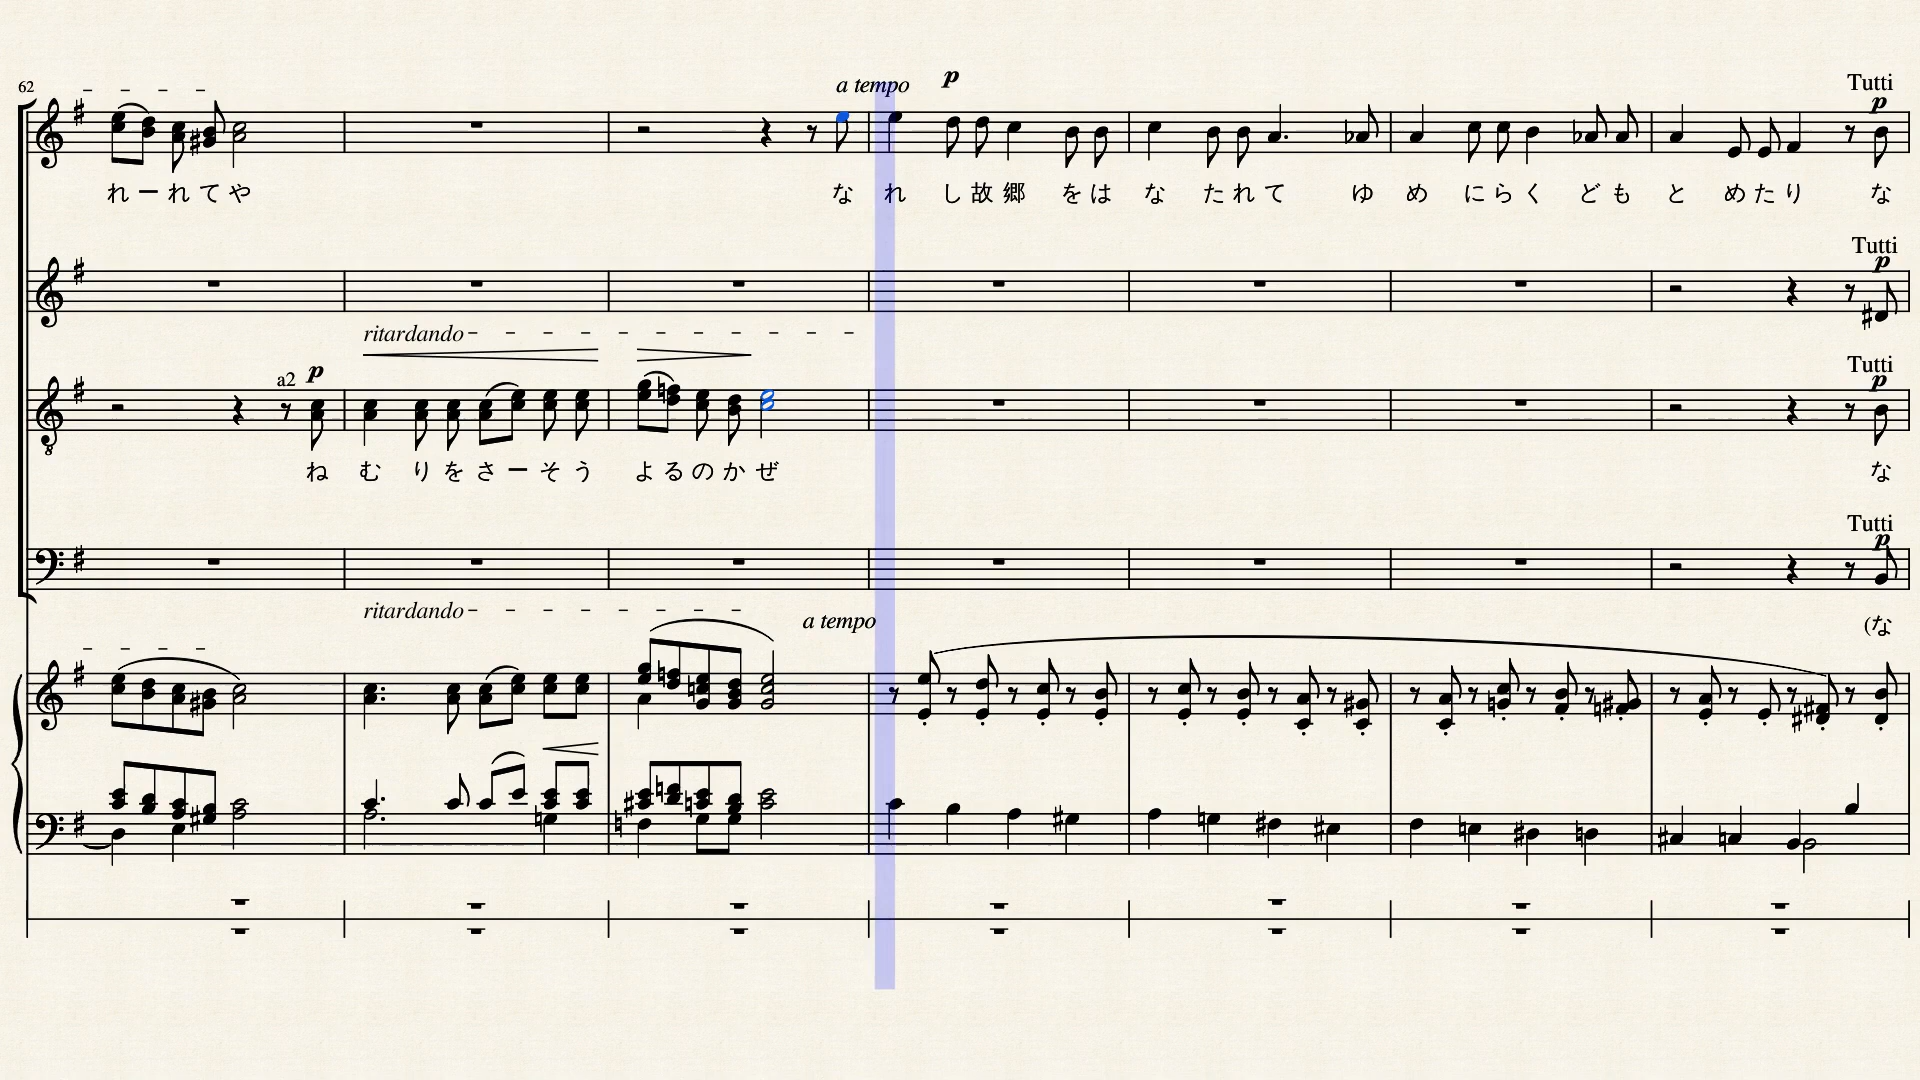 62
a tempo p Tutti
p
れ ー れ て や な れ し 故 郷 を は な た れ て ゆ め に ら く ど も と め た り な
Tutti
p
ritardando
a2 p Tutti
p
ね む り を さ ー そ う よ る の か ぜ な
Tutti
p
ritardando
a tempo (な